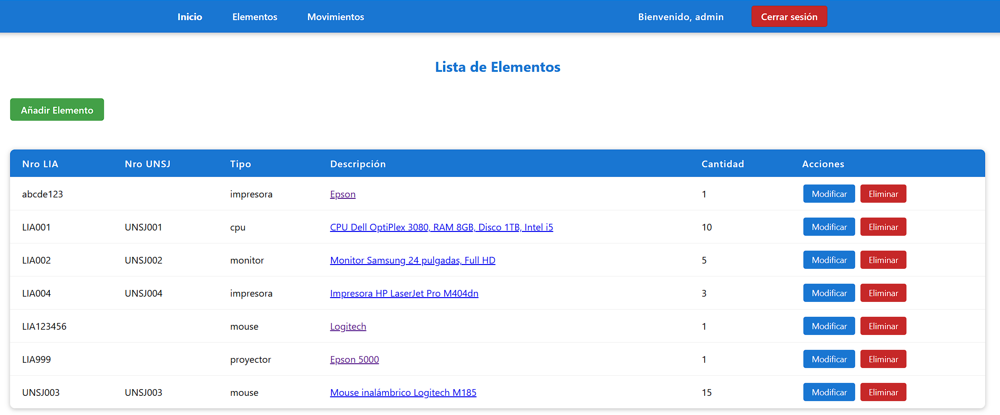 Inicio Elementos Movimientos Bienvenido, admin Cerrar sesión
Lista de Elementos
Añadir Elemento
Nro LIA Nro UNSJ Tipo Descripción Cantidad Acciones
abcde123 impresora Epson 1 Modificar Eliminar
LIA001 UNSJ001 cpu CPU Dell OptiPlex 3080, RAM 8GB, Disco 1TB, Intel i5 10 Modificar Eliminar
LIA002 UNSJ002 monitor Monitor Samsung 24 pulgadas, Full HD 5 Modificar Eliminar
LIA004 UNSJ004 impresora Impresora HP LaserJet Pro M404dn 3 Modificar Eliminar
LIA123456 mouse Logitech 1 Modificar Eliminar
LIA999 proyector Epson 5000 1 Modificar Eliminar
UNSJ003 UNSJ003 mouse Mouse inalámbrico Logitech M185 15 Modificar Eliminar